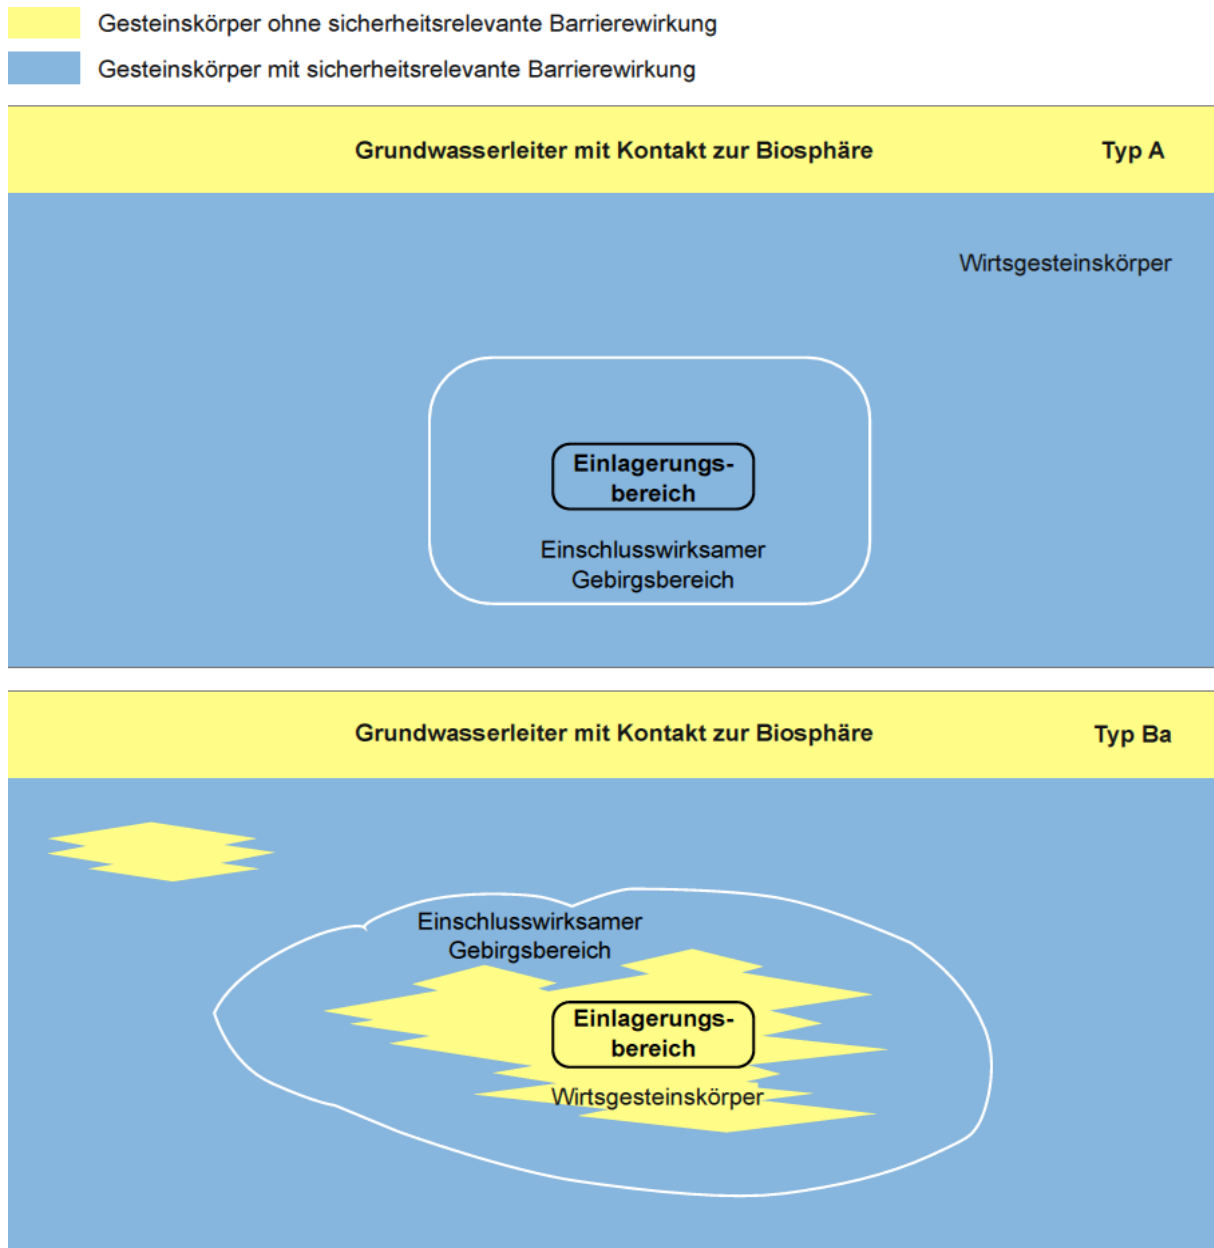 Gesteinskörper ohne sicherheitsrelevante Barrierewirkung
Gesteinskörper mit sicherheitsrelevante Barrierewirkung
Grundwasserleiter mit Kontakt zur Biosphäre
Typ A
Wirtsgesteinskörper
Einlagerungs-
bereich
Einschlusswirksamer
Gebirgsbereich
Grundwasserleiter mit Kontakt zur Biosphäre
Typ Ba
Einschlusswirksamer
Gebirgsbereich
Einlagerungs-
bereich
Wirtsgesteinskörper